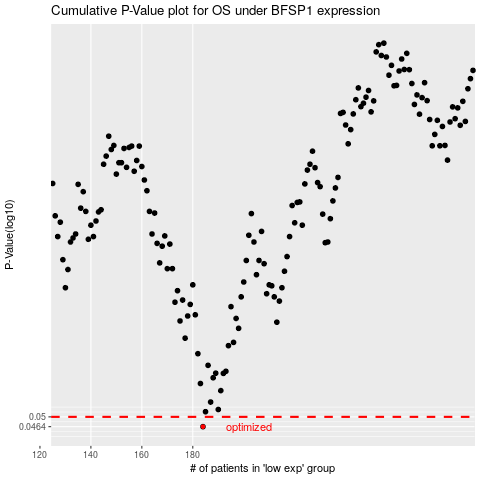 Cumulative P-Value plot for OS under BFSP1 expression
P-Value(log10)
0.05
0.0464
optimized
120 140 160 180
# of patients in 'low exp' group